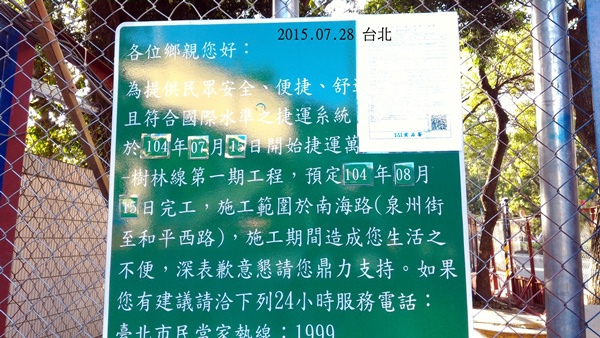 2015.07.28 台北
各位鄉親您好：
為提供民眾安全、便捷、舒
且符合國際水準之捷運系統
於104年07月15日開始捷運萬
-樹林線第一期工程，預定104年08月
15日完工，施工範圍於南海路(泉州街
至和平西路)，施工期間造成您生活之
不便，深表歉意懇請您鼎力支持。如果
您有建議請洽下列24小時服務電話：
臺北市民當家熱線：1999